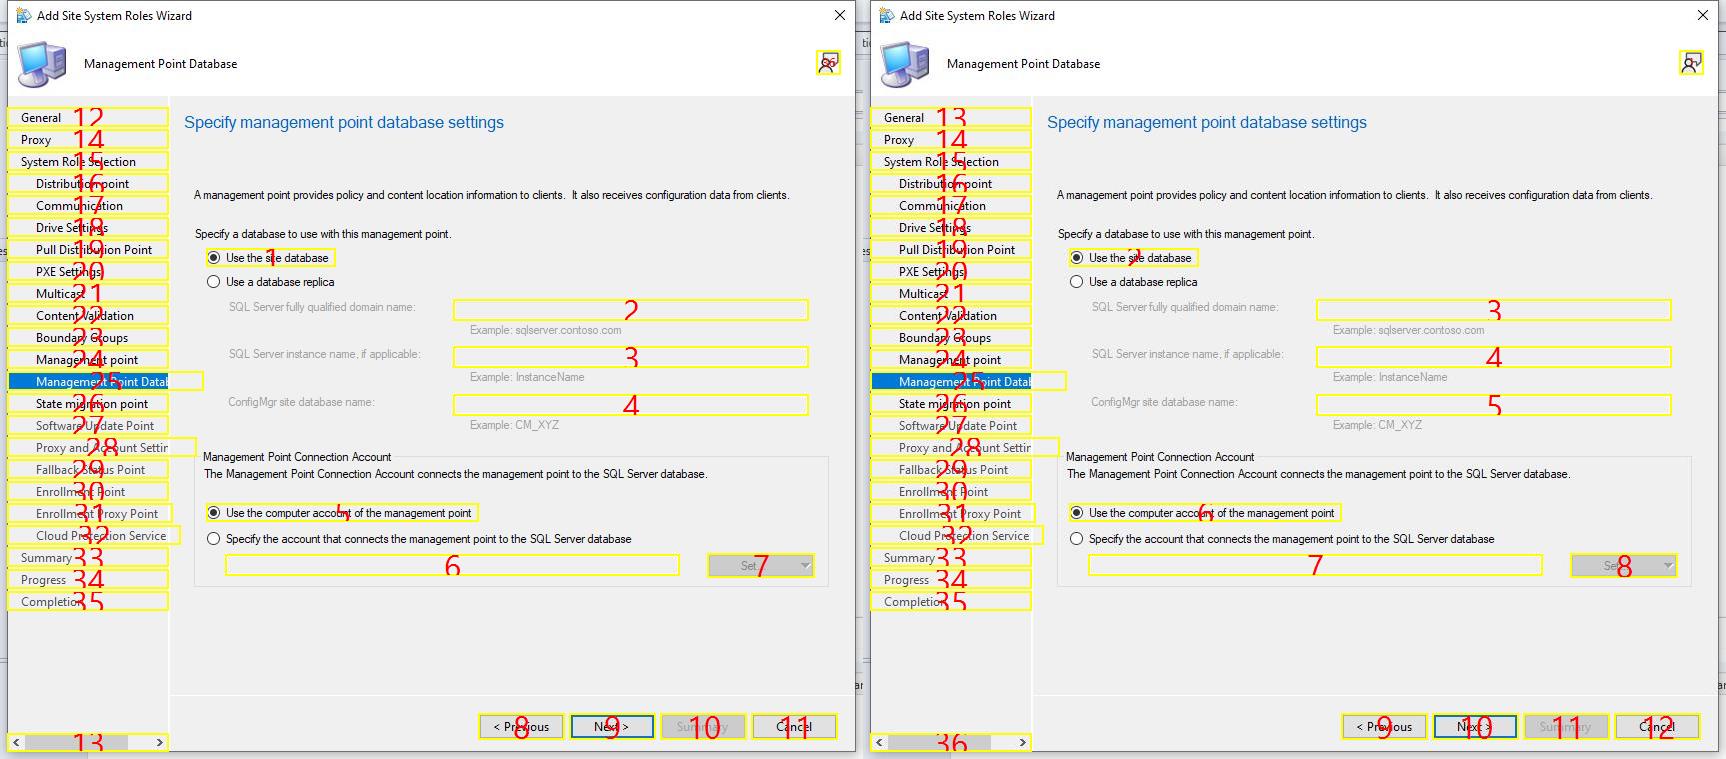 Add Site System Roles Wizard
Management Point Database
36
General 12
Proxy 14
System Role Selection 15
Distribution point 16
Communication 17
Drive Settings 18
Pull Distribution Point 19
PXE Settings 20
Multicast 21
Content Validation 22
Boundary Groups 23
Management point 24
Management Point Datab 25
State migration point 26
Software Update Point 27
Proxy and Account Settin 28
Fallback Status Point 29
Enrollment Point 30
Enrollment Proxy Point 31
Cloud Protection Service 32
Summary 33
Progress 34
Completion 35
13
Specify management point database settings
A management point provides policy and content location information to clients.  It also receives configuration data from clients.
Specify a database to use with this management point.
Use the site database 1
Use a database replica
SQL Server fully qualified domain name: 2
Example: sqlserver.contoso.com
SQL Server instance name, if applicable: 3
Example: InstanceName
ConfigMgr site database name: 4
Example: CM_XYZ
Management Point Connection Account
The Management Point Connection Account connects the management point to the SQL Server database.
Use the computer account of the management point 5
Specify the account that connects the management point to the SQL Server database
6
Set... 7
< Previous 8
Next > 9
Summary 10
Cancel 11
Add Site System Roles Wizard
Management Point Database
1
General 13
Proxy 14
System Role Selection 15
Distribution point 16
Communication 17
Drive Settings 18
Pull Distribution Point 19
PXE Settings 20
Multicast 21
Content Validation 22
Boundary Groups 23
Management point 24
Management Point Datab 25
State migration point 26
Software Update Point 27
Proxy and Account Settin 28
Fallback Status Point 29
Enrollment Point 30
Enrollment Proxy Point 31
Cloud Protection Service 32
Summary 33
Progress 34
Completion 35
36
Specify management point database settings
A management point provides policy and content location information to clients.  It also receives configuration data from clients.
Specify a database to use with this management point.
Use the site database 2
Use a database replica
SQL Server fully qualified domain name: 3
Example: sqlserver.contoso.com
SQL Server instance name, if applicable: 4
Example: InstanceName
ConfigMgr site database name: 5
Example: CM_XYZ
Management Point Connection Account
The Management Point Connection Account connects the management point to the SQL Server database.
Use the computer account of the management point 6
Specify the account that connects the management point to the SQL Server database
7
Set... 8
< Previous 9
Next > 10
Summary 11
Cancel 12